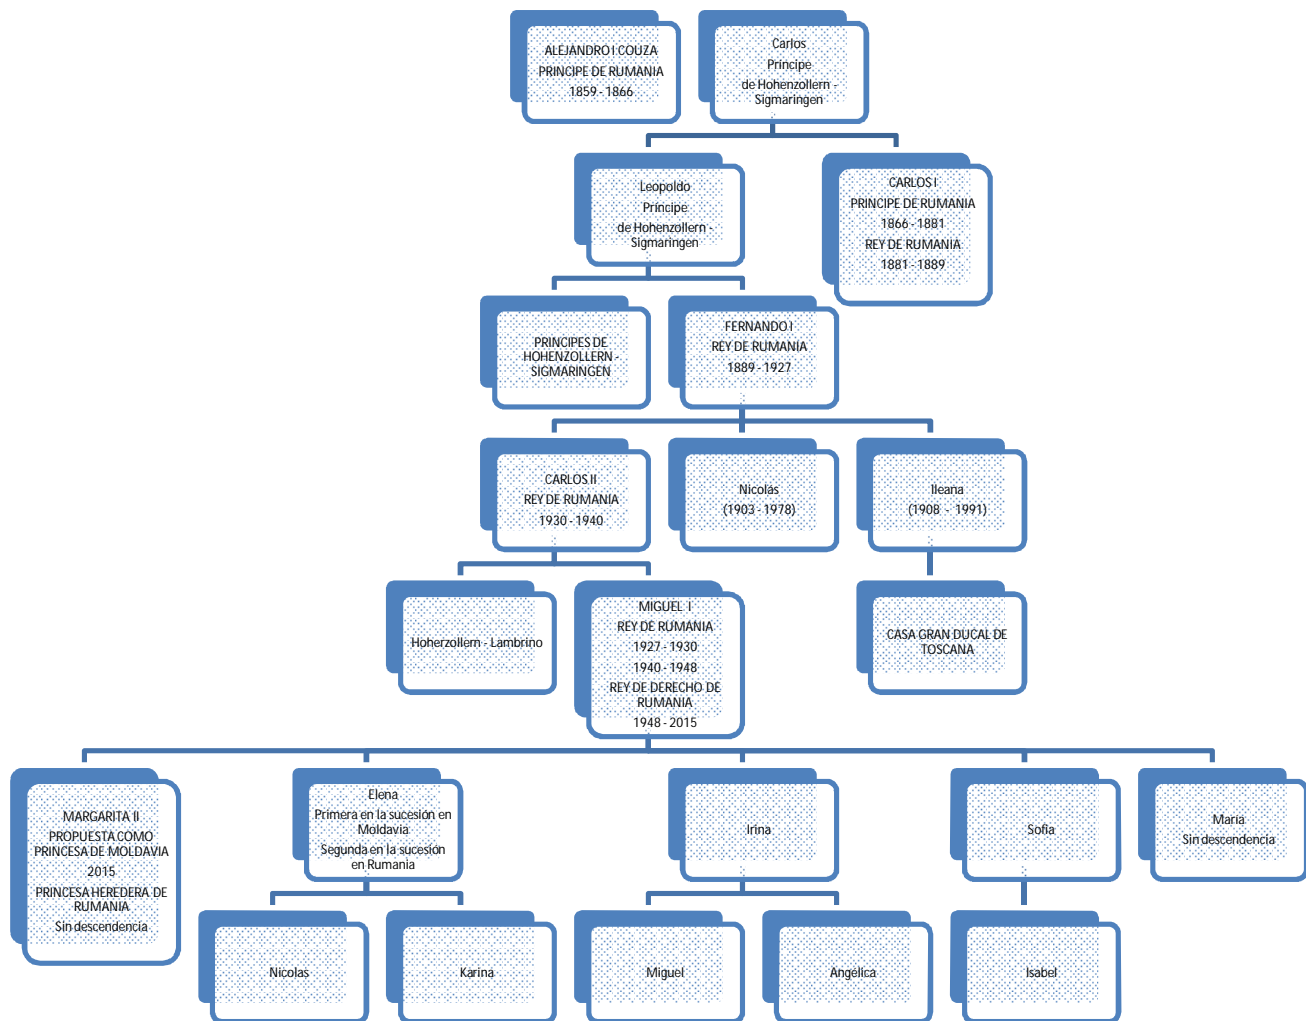 ALEJANDRO I COUZA
PRINCIPE DE RUMANIA
1859 - 1866
Carlos
Príncipe
de Hohenzollern -
Sigmaringen
Leopoldo
Príncipe
de Hohenzollern -
Sigmaringen
CARLOS I
PRINCIPE DE RUMANIA
1866 - 1881
REY DE RUMANIA
1881 - 1889
PRINCIPES DE
HOHENZOLLERN -
SIGMARINGEN
FERNANDO I
REY DE RUMANIA
1889 - 1927
CARLOS II
REY DE RUMANIA
1930 - 1940
Nicolás
(1903 - 1978)
Ileana
(1908 - 1991)
Hoherzollern - Lambrino
MIGUEL I
REY DE RUMANIA
1927 - 1930
1940 - 1948
REY DE DERECHO DE
RUMANIA
1948 - 2015
CASA GRAN DUCAL DE
TOSCANA
MARGARITA II
PROPUESTA COMO
PRINCESA DE MOLDAVIA
2015
PRINCESA HEREDERA DE
RUMANIA
Sin descendencia
Elena
Primera en la sucesión en
Moldavia
Segunda en la sucesión
en Rumania
Irina
Sofía
María
Sin descendencia
Nicolas
Karina
Miguel
Angélica
Isabel